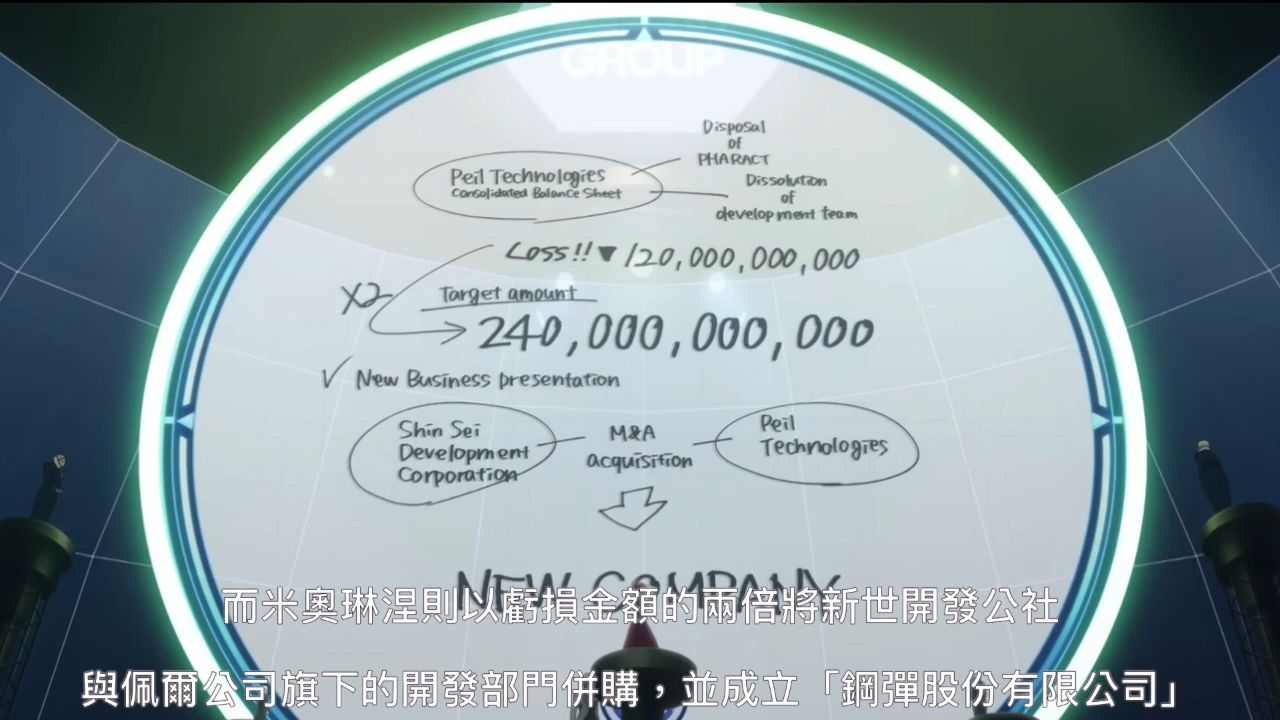 GROUP
Disposal
of
PHARACT
Peil Technologies
Consolidated Balance Sheet
Dissolution
of
development team
Loss!! ▼ 120,000,000,000
X2
Target amount
240,000,000,000
✓ New Business presentation
Shin Sei
Development
Corporation
M&A
acquisition
Peil
Technologies
NEW COMPANY
而米奧琳涅則以虧損金額的兩倍將新世開發公社
與佩爾公司旗下的開發部門併購，並成立「鋼彈股份有限公司」